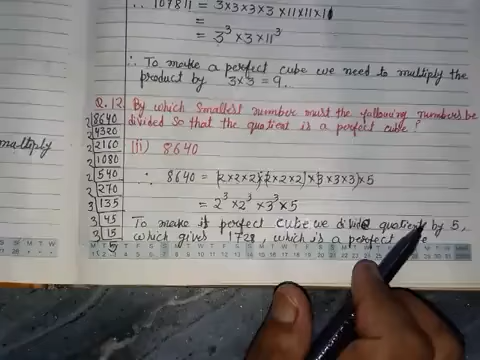 ∴ 107811 = 3×3×3×3×11×11×11
=
= 3³×3×11³
∴ To make a perfect cube we need to multiply the
product by 3×3 = 9.
Q.12 By which smallest number must the following numbers be
divided so that the quotient is a perfect cube?
(ii) 8640
∴ 8640 = (2×2×2)×(2×2×2)×(3×3×3)×5
= 2³×2³×3³×5
To make it perfect cube we divide quotient by 5,
which gives 1728, which is a perfect
multiply
2 8640
2 4320
2 2160
2 1080
2 540
2 270
3 135
3 45
15
5